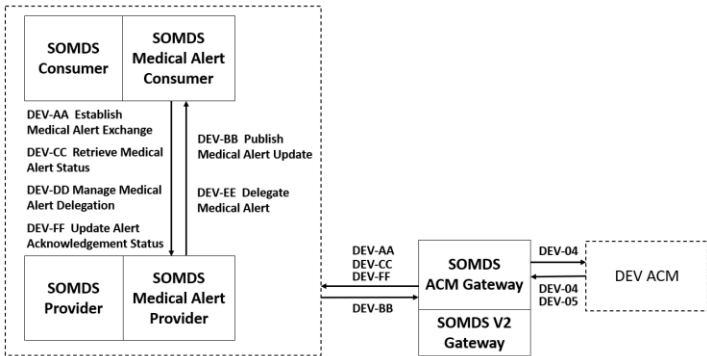 SOMDS
Consumer
SOMDS
Medical Alert
Consumer
DEV-AA Establish
Medical Alert Exchange
DEV-CC Retrieve Medical
Alert Status
DEV-DD Manage Medical
Alert Delegation
DEV-FF Update Alert
Acknowledgement Status
DEV-BB Publish
Medical Alert Update
DEV-EE Delegate
Medical Alert
SOMDS
Provider
SOMDS
Medical Alert
Provider
DEV-AA
DEV-CC
DEV-FF
DEV-BB
SOMDS
ACM Gateway
SOMDS V2
Gateway
DEV-04
DEV-04
DEV-05
DEV ACM